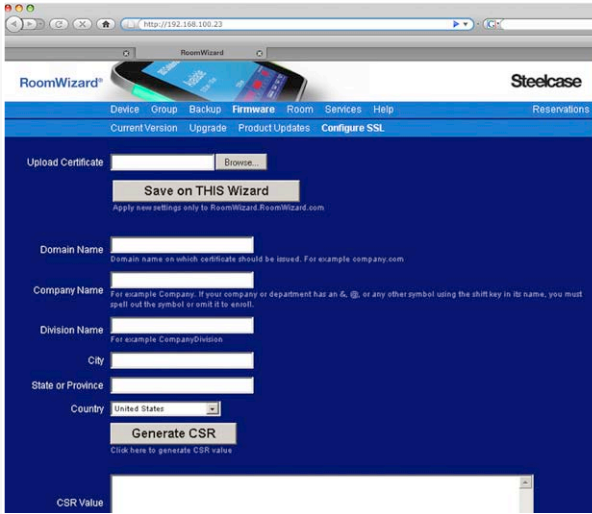 http://192.168.100.23
RoomWizard
RoomWizard®
Steelcase
Device Group Backup Firmware Room Services Help Reservations
Current Version Upgrade Product Updates Configure SSL
Upload Certificate Browse...
Save on THIS Wizard
Apply new settings only to RoomWizard.RoomWizard.com
Domain Name
Domain name on which certificate should be issued. For example company.com
Company Name
For example Company. If your company or department has an &, @, or any other symbol using the shift key in its name, you must
spell out the symbol or omit it to enroll.
Division Name
For example CompanyDivision
City
State or Province
Country United States
Generate CSR
Click here to generate CSR value
CSR Value